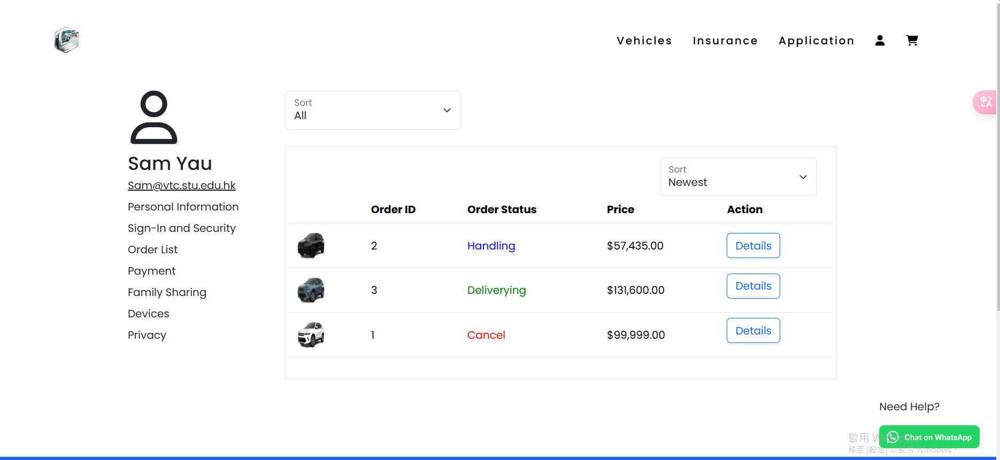 Vehicles Insurance Application
Sam Yau
Sam@vtc.stu.edu.hk
Personal Information
Sign-In and Security
Order List
Payment
Family Sharing
Devices
Privacy
Sort
All
Sort
Newest
Order ID Order Status Price Action
2 Handling $57,435.00 Details
3 Deliverying $131,600.00 Details
1 Cancel $99,999.00 Details
Need Help?
Chat on WhatsApp
啟用 Windows
移至 [設定] 以啟用 Windows。